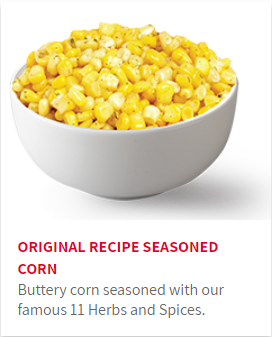 ORIGINAL RECIPE SEASONED
CORN
Buttery corn seasoned with our
famous 11 Herbs and Spices.